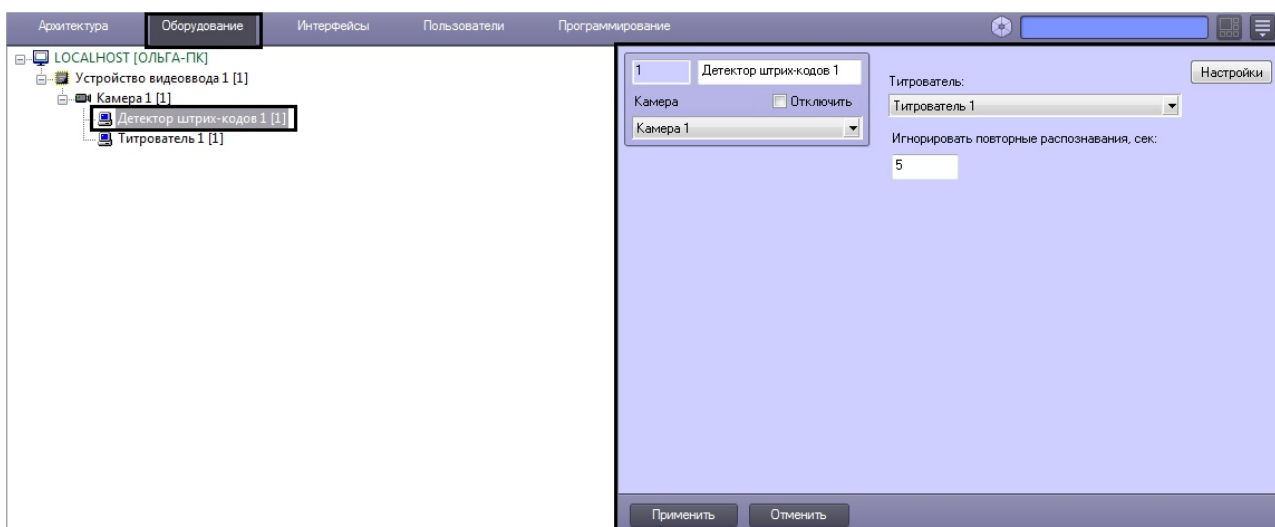 Архитектура Оборудование Интерфейсы Пользователи Программирование
LOCALHOST [ОЛЬГА-ПК]
Устройство видеоввода 1 [1]
Камера 1 [1]
Детектор штрих-кодов 1 [1]
Титрователь 1 [1]
1 Детектор штрих-кодов 1
Камера Отключить
Камера 1
Титрователь:
Настройки
Титрователь 1
Игнорировать повторные распознавания, сек:
5
Применить Отменить